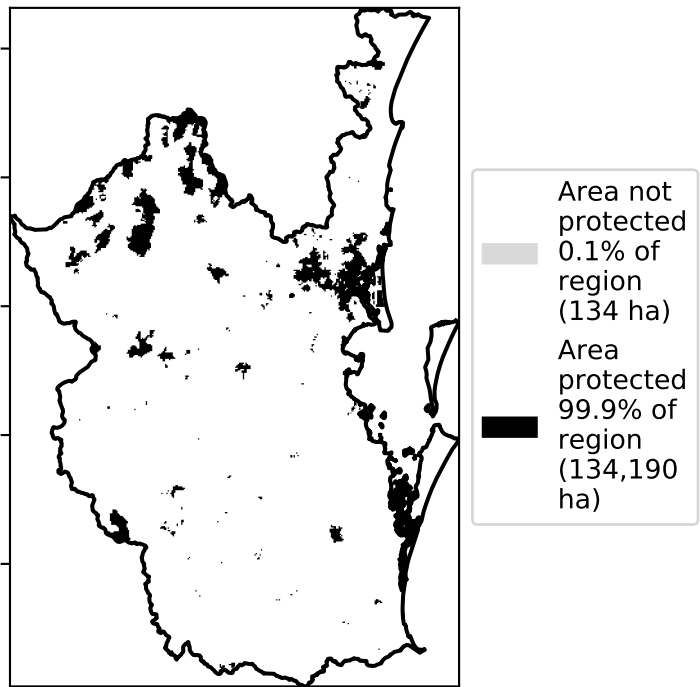 Area not
protected
0.1% of
region
(134 ha)
Area
protected
99.9% of
region
(134,190
ha)